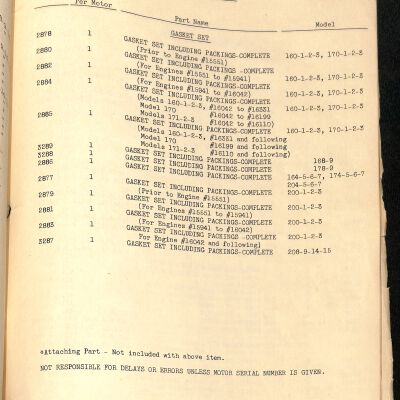 Per Motor Part Name Model
GASKET SET
2878 1 GASKET SET INCLUDING PACKINGS-COMPLETE 160-1-2-3, 170-1-2-3
(Prior to Engine #15551)
2880 1 GASKET SET INCLUDING PACKINGS -COMPLETE 160-1-2-3, 170-1-2-3
(For Engines #15551 to #15941)
2882 1 GASKET SET INCLUDING PACKINGS-COMPLETE 160-1-2-3, 170-1-2-3
(For Engines #15941 to #16042)
2884 1 GASKET SET INCLUDING PACKINGS-COMPLETE 160-1-2-3, 170-1-2-3
(Models 160-1-2-3, #16042 to #16331
Model 170 #16042 to #16199
Models 171-2-3 #16042 to #16110)
2885 1 GASKET SET INCLUDING PACKINGS-COMPLETE 160-1-2-3, 170-1-2-3
(Models 160-1-2-3, #16331 and following
Model 170 #16199 and following
Models 171-2-3 #16110 and following)
3289 1 GASKET SET INCLUDING PACKINGS-COMPLETE 168-9
3288 1 GASKET SET INCLUDING PACKINGS-COMPLETE 178-9
2886 1 GASKET SET INCLUDING PACKINGS-COMPLETE 164-5-6-7, 174-5-6-7
204-5-6-7
2877 1 GASKET SET INCLUDING PACKINGS-COMPLETE 200-1-2-3
(Prior to Engine #15551)
2879 1 GASKET SET INCLUDING PACKINGS-COMPLETE 200-1-2-3
(For Engines #15551 to #15941)
2881 1 GASKET SET INCLUDING PACKINGS-COMPLETE 200-1-2-3
(For Engines #15941 to #16042)
2883 1 GASKET SET INCLUDING PACKINGS -COMPLETE 200-1-2-3
For Engine #16042 and following)
3287 1 GASKET SET INCLUDING PACKINGS-COMPLETE 208-9-14-15
*Attaching Part - Not included with above item.
NOT RESPONSIBLE FOR DELAYS OR ERRORS UNLESS MOTOR SERIAL NUMBER IS GIVEN.